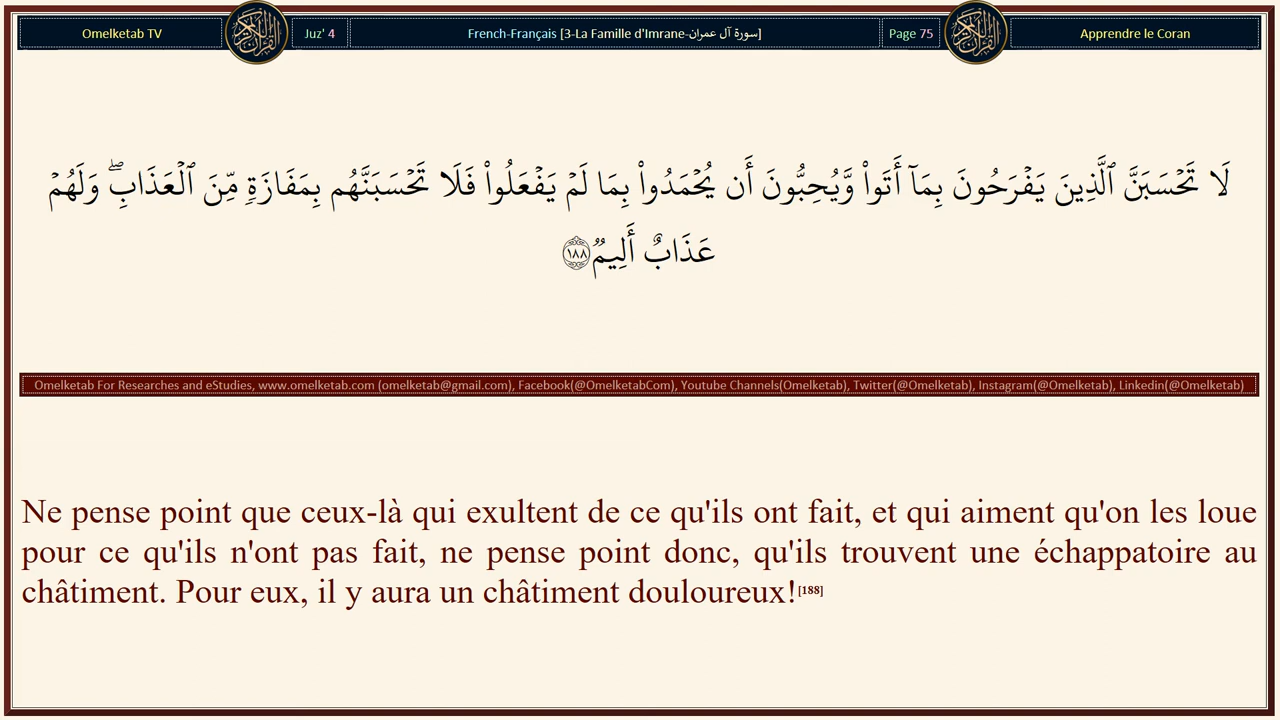 Omelketab TV
Juz' 4
French-Français [3-La Famille d'Imrane-سورة آل عمران]
Page 75
Apprendre le Coran
لَا تَحۡسَبَنَّ ٱلَّذِينَ يَفۡرَحُونَ بِمَآ أَتَواْ وَّيُحِبُّونَ أَن يُحۡمَدُواْ بِمَا لَمۡ يَفۡعَلُواْ فَلَا تَحۡسَبَنَّهُم بِمَفَازَةٖ مِّنَ ٱلۡعَذَابِۖ وَلَهُمۡ
عَذَابٌ أَلِيمٞ ١٨٨
Omelketab For Researches and eStudies, www.omelketab.com (omelketab@gmail.com), Facebook(@OmelketabCom), Youtube Channels(Omelketab), Twitter(@Omelketab), Instagram(@Omelketab), Linkedin(@Omelketab)
Ne pense point que ceux-là qui exultent de ce qu'ils ont fait, et qui aiment qu'on les loue
pour ce qu'ils n'ont pas fait, ne pense point donc, qu'ils trouvent une échappatoire au
châtiment. Pour eux, il y aura un châtiment douloureux![188]